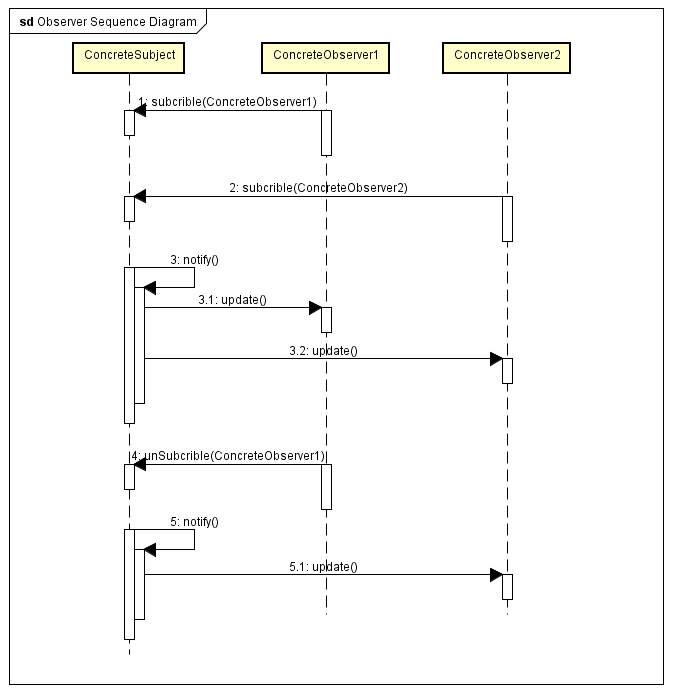 sd Observer Sequence Diagram
ConcreteSubject
ConcreteObserver1
ConcreteObserver2
1: subcrible(ConcreteObserver1)
2: subcrible(ConcreteObserver2)
3: notify()
3.1: update()
3.2: update()
4: unSubcrible(ConcreteObserver1)
5: notify()
5.1: update()